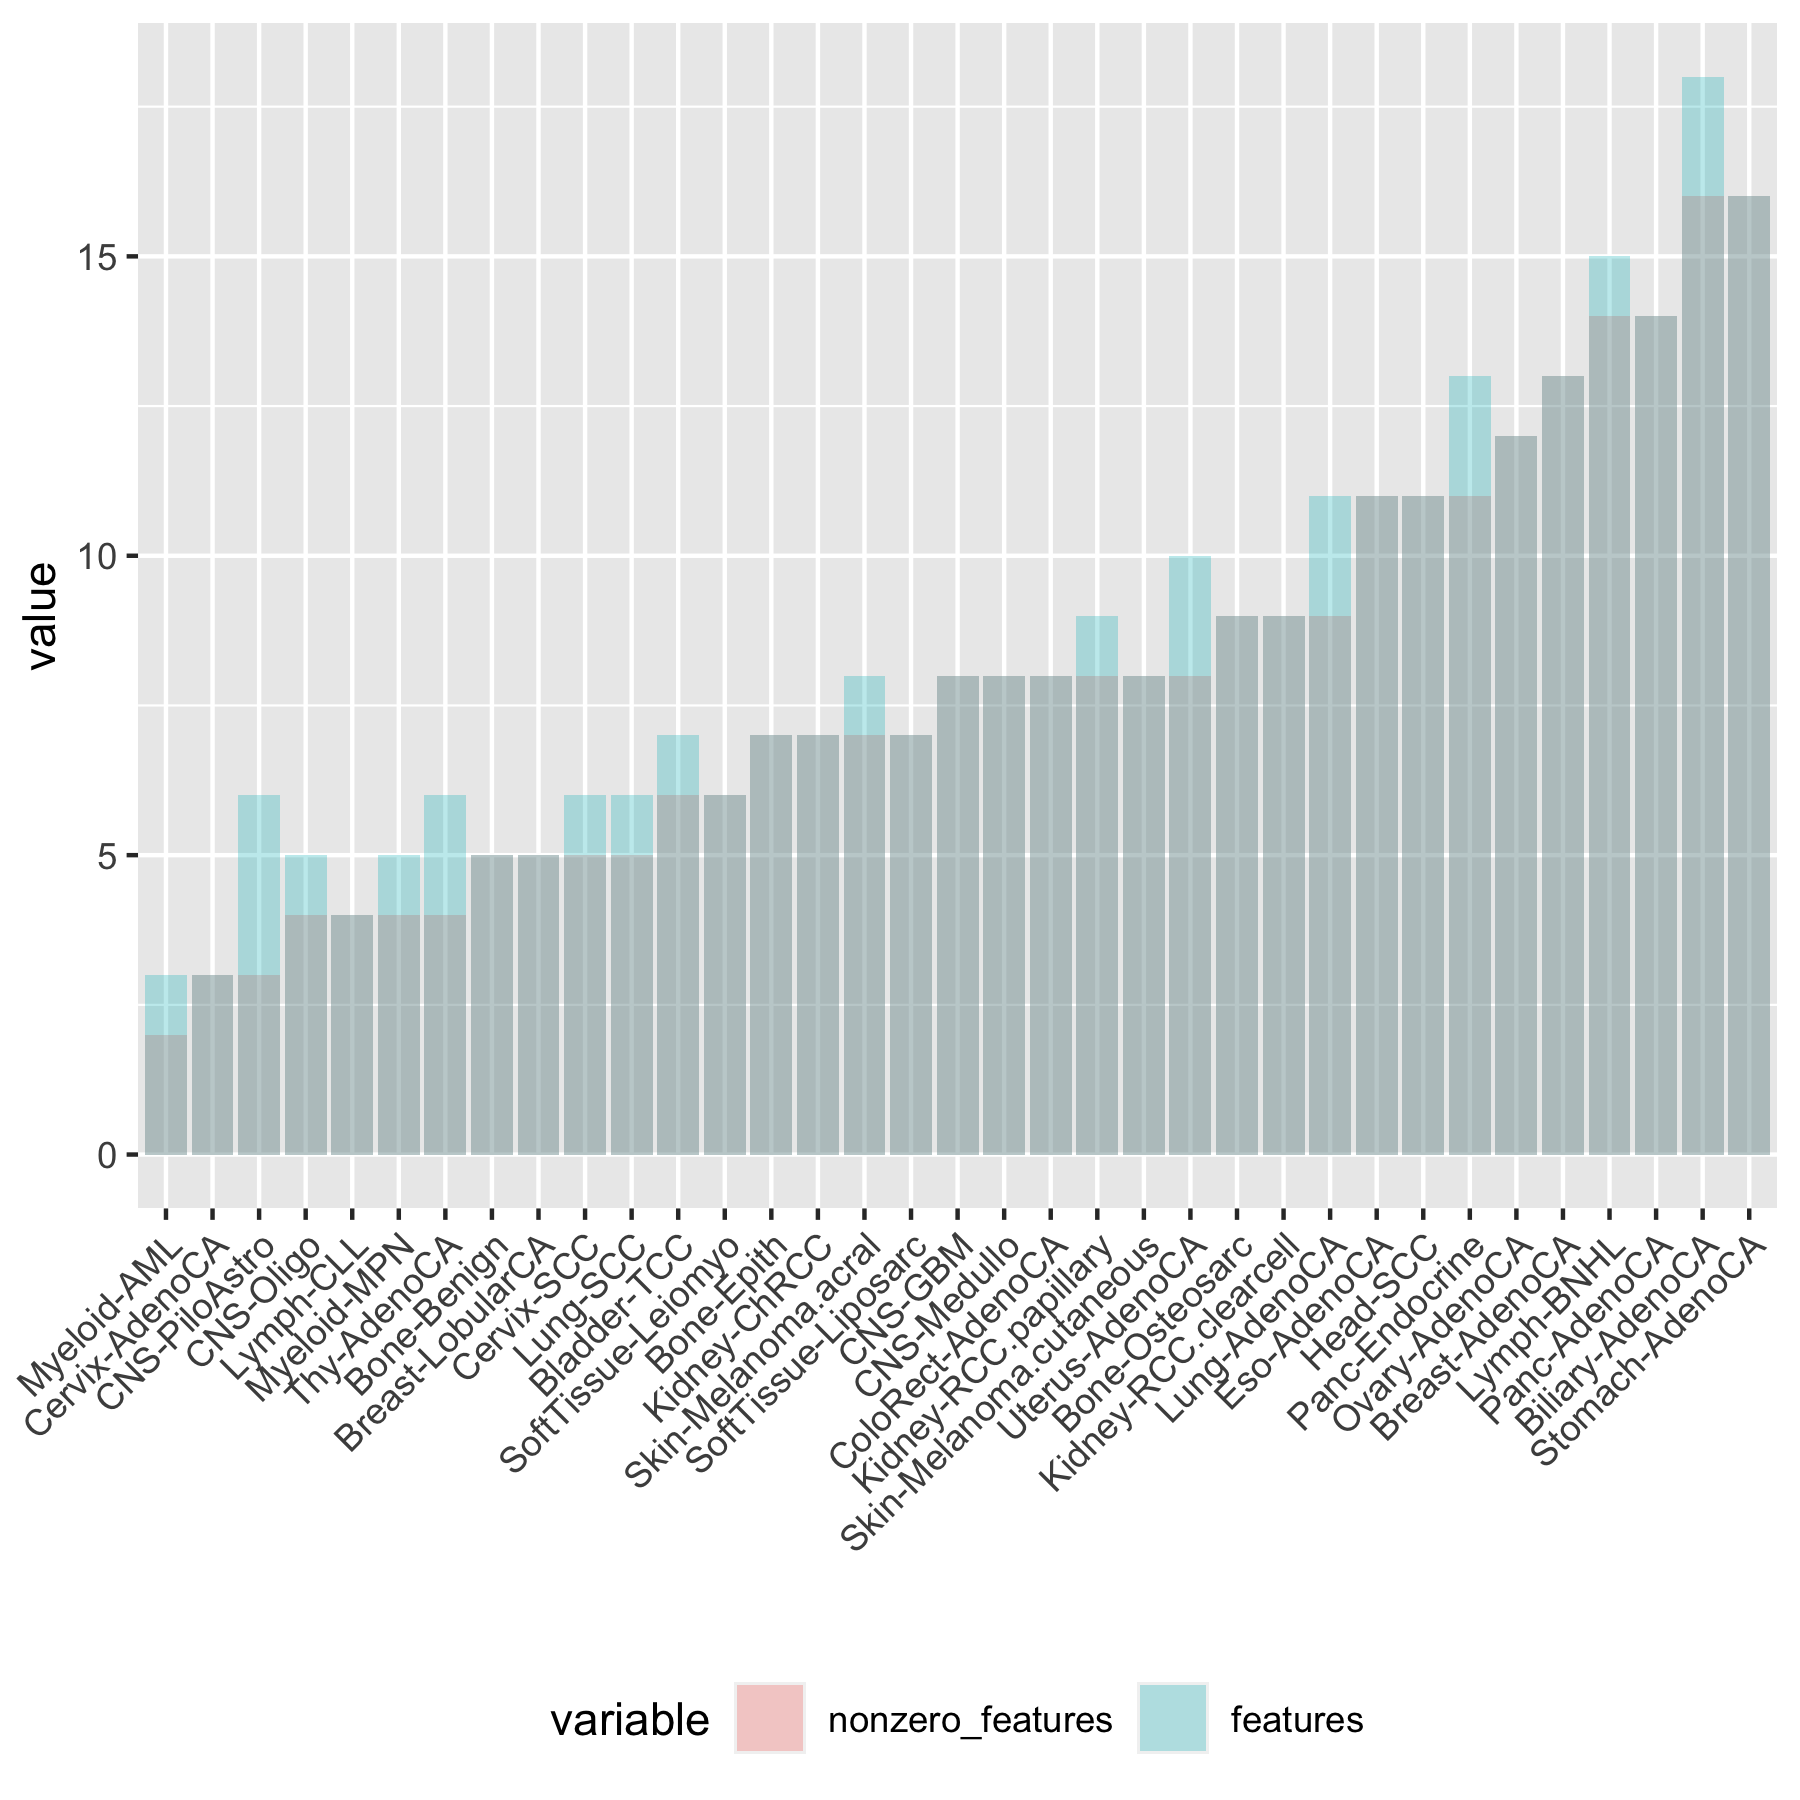 value
15
10
5
0
Myeloid-AML
Cervix-AdenoCA
CNS-PiloAstro
CNS-Oligo
Lymph-CLL
Myeloid-MPN
Thy-AdenoCA
Bone-Benign
Breast-LobularCA
Cervix-SCC
Lung-SCC
Bladder-TCC
SoftTissue-Leiomyo
Bone-Epith
Kidney-ChRCC
Skin-Melanoma.acral
SoftTissue-Liposarc
CNS-GBM
CNS-Medullo
ColoRect-AdenoCA
Kidney-RCC.papillary
Skin-Melanoma.cutaneous
Uterus-AdenoCA
Bone-Osteosarc
Kidney-RCC.clearcell
Lung-AdenoCA
Eso-AdenoCA
Head-SCC
Panc-Endocrine
Ovary-AdenoCA
Breast-AdenoCA
Lymph-BNHL
Panc-AdenoCA
Biliary-AdenoCA
Stomach-AdenoCA
variable nonzero_features features